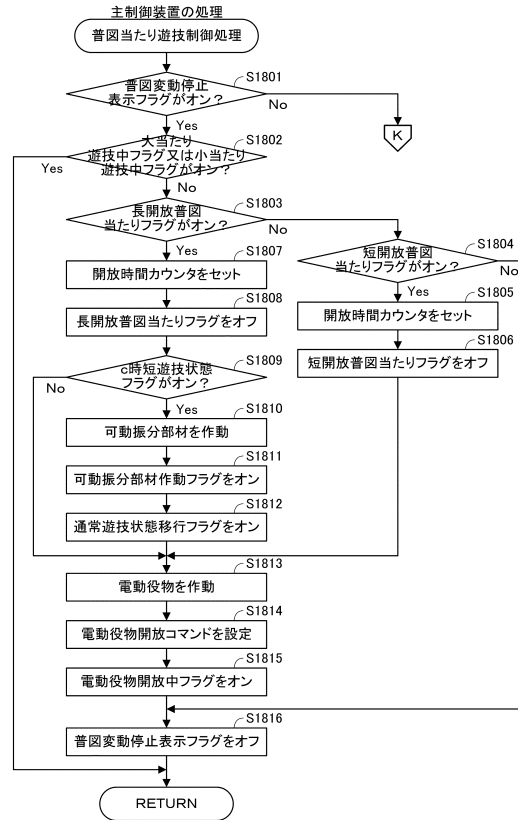 主制御装置の処理
普図当たり遊技制御処理
S1801
普図変動停止
表示フラグがオン？
No
Yes
K
S1802
大当たり
遊技中フラグ又は小当たり
遊技中フラグがオン？
Yes
No
S1803
長開放普図
当たりフラグがオン？
No
Yes
S1804
短開放普図
当たりフラグがオン？
No
Yes
S1807
開放時間カウンタをセット
S1805
開放時間カウンタをセット
S1808
長開放普図当たりフラグをオフ
S1806
短開放普図当たりフラグをオフ
S1809
c時短遊技状態
フラグがオン？
No
Yes
S1810
可動振分部材を作動
S1811
可動振分部材作動フラグをオン
S1812
通常遊技状態移行フラグをオン
S1813
電動役物を作動
S1814
電動役物開放コマンドを設定
S1815
電動役物開放中フラグをオン
S1816
普図変動停止表示フラグをオフ
RETURN